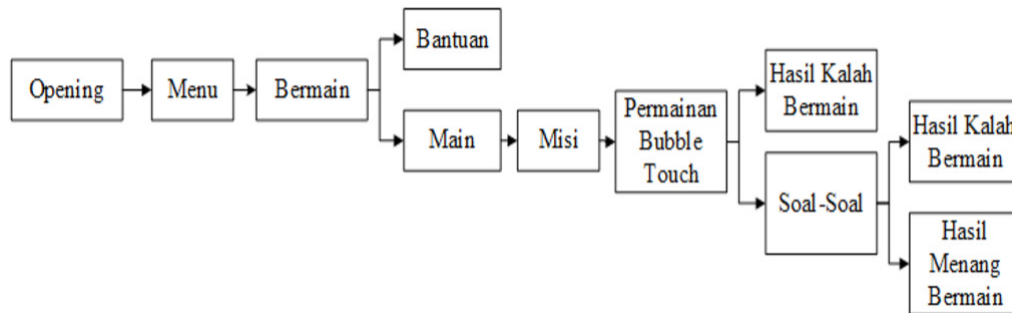 Opening
Menu
Bermain
Bantuan
Main
Misi
Permainan
Bubble
Touch
Hasil Kalah
Bermain
Soal-Soal
Hasil Kalah
Bermain
Hasil
Menang
Bermain